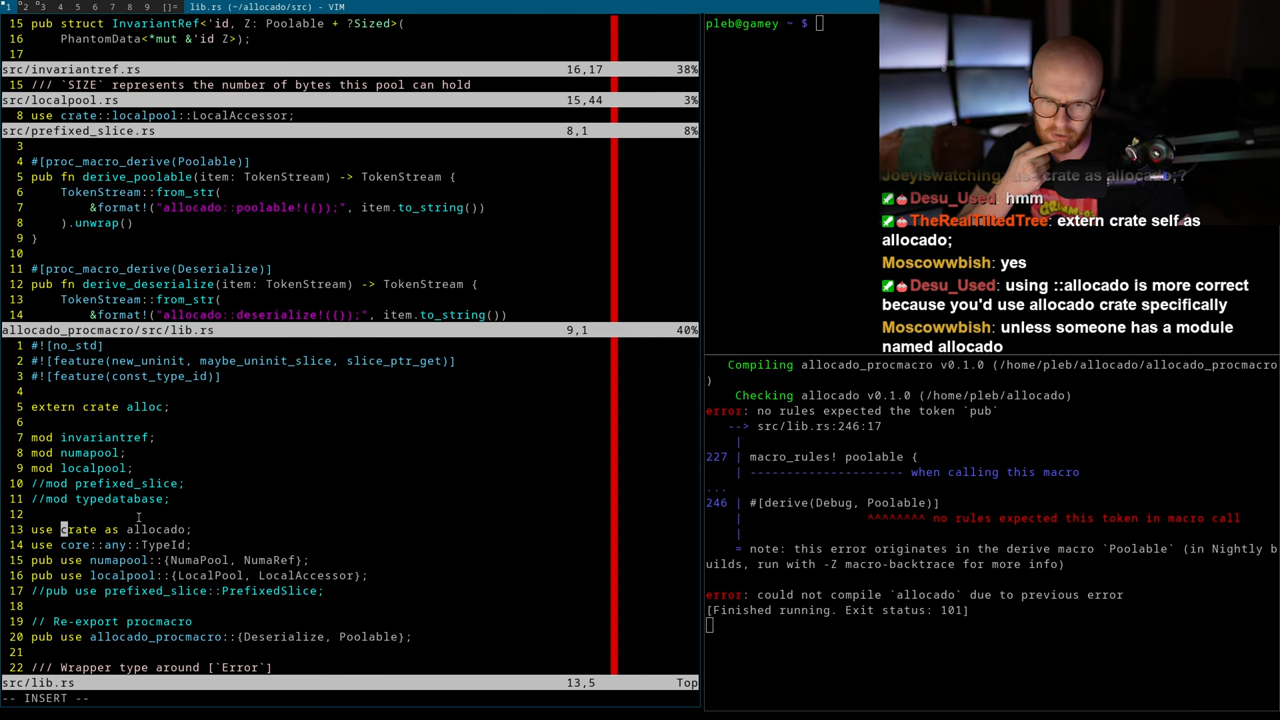 1 2 3 4 5 6 7 8 9 []= lib.rs (~/allocado/src) - VIM
15 pub struct InvariantRef<'id, Z: Poolable + ?Sized>(
16     PhantomData<*mut &'id Z>);
17
src/invariantref.rs 16,17 38%
15 /// `SIZE` represents the number of bytes this pool can hold
src/localpool.rs 15,44 3%
8 use crate::localpool::LocalAccessor;
src/prefixed_slice.rs 8,1 8%
3
4 #[proc_macro_derive(Poolable)]
5 pub fn derive_poolable(item: TokenStream) -> TokenStream {
6     TokenStream::from_str(
7         &format!("allocado::poolable!({});", item.to_string())
8     ).unwrap()
9 }
10
11 #[proc_macro_derive(Deserialize)]
12 pub fn derive_deserialize(item: TokenStream) -> TokenStream {
13     TokenStream::from_str(
14         &format!("allocado::deserialize!({});", item.to_string())
allocado_procmacro/src/lib.rs 9,1 40%
1 #![no_std]
2 #![feature(new_uninit, maybe_uninit_slice, slice_ptr_get)]
3 #![feature(const_type_id)]
4
5 extern crate alloc;
6
7 mod invariantref;
8 mod numapool;
9 mod localpool;
10 //mod prefixed_slice;
11 //mod typedatabase;
12
13 use crate as allocado;
14 use core::any::TypeId;
15 pub use numapool::{NumaPool, NumaRef};
16 pub use localpool::{LocalPool, LocalAccessor};
17 //pub use prefixed_slice::PrefixedSlice;
18
19 // Re-export procmacro
20 pub use allocado_procmacro::{Deserialize, Poolable};
21
22 /// Wrapper type around [`Error`]
src/lib.rs 13,5 Top
-- INSERT --
pleb@gamey ~ $
Joeyiswatching: use crate as allocado;?
Desu_Used: hmm
TheRealTiltedTree: extern crate self as
allocado;
Moscowwbish: yes
Desu_Used: using ::allocado is more correct
because you'd use allocado crate specifically
Moscowwbish: unless someone has a module
named allocado
Compiling allocado_procmacro v0.1.0 (/home/pleb/allocado/allocado_procmacro
)
Checking allocado v0.1.0 (/home/pleb/allocado)
error: no rules expected the token `pub`
--> src/lib.rs:246:17
|
227 | macro_rules! poolable {
| --------------------- when calling this macro
...
246 | #[derive(Debug, Poolable)]
| ^^^^^^^^ no rules expected this token in macro call
|
= note: this error originates in the derive macro `Poolable` (in Nightly b
uilds, run with -Z macro-backtrace for more info)
error: could not compile `allocado` due to previous error
[Finished running. Exit status: 101]